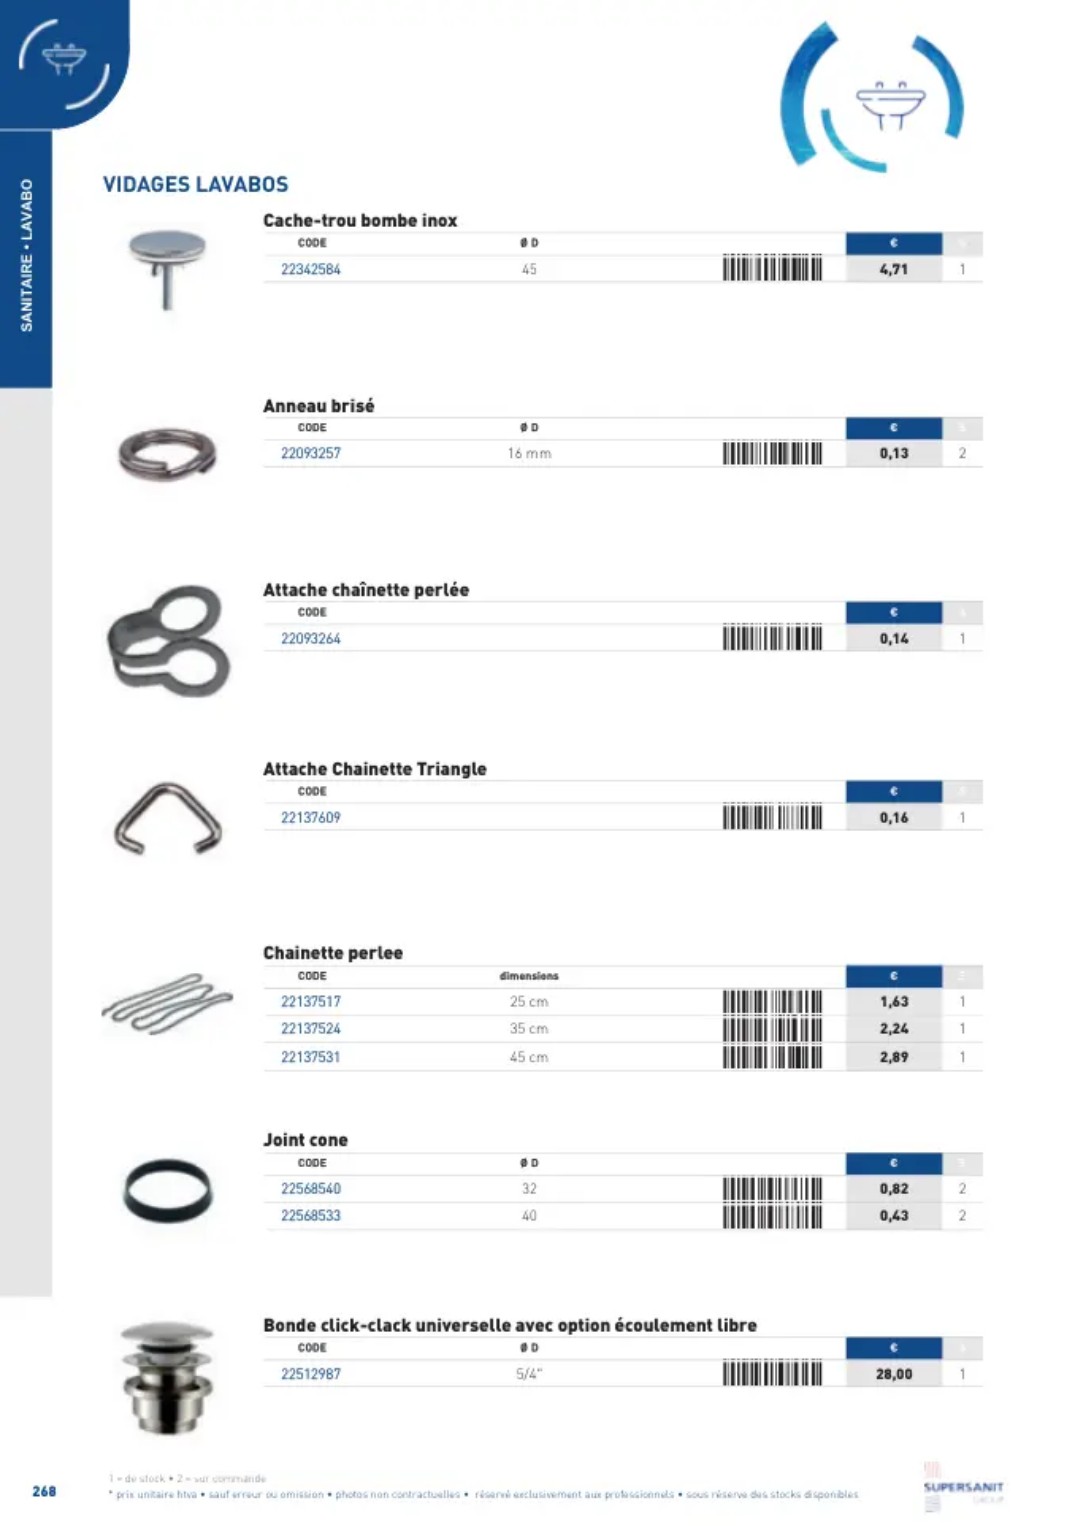 SANITAIRE • LAVABO
VIDAGES LAVABOS
Cache-trou bombe inox
CODE Ø D €
22342584 45 4,71 1
Anneau brisé
CODE Ø D €
22093257 16 mm 0,13 2
Attache chaînette perlée
CODE €
22093264 0,14 1
Attache Chainette Triangle
CODE €
22137609 0,16 1
Chainette perlee
CODE dimensions €
22137517 25 cm 1,63 1
22137524 35 cm 2,24 1
22137531 45 cm 2,89 1
Joint cone
CODE Ø D €
22568540 32 0,82 2
22568533 40 0,43 2
Bonde click-clack universelle avec option écoulement libre
CODE Ø D €
22512987 5/4" 28,00 1
1 = de stock • 2 = sur commande
* prix unitaire htva • sauf erreur ou omission • photos non contractuelles • réservé exclusivement aux professionnels • sous réserve des stocks disponibles
268
SUPERSANIT
GROUP